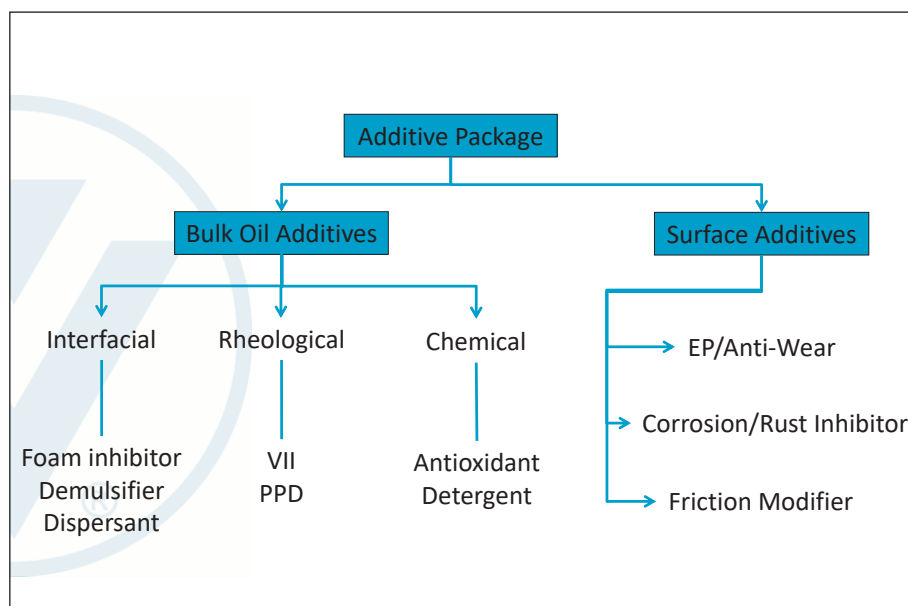 Additive Package
Bulk Oil Additives
Surface Additives
Interfacial
Rheological
Chemical
EP/Anti-Wear
Corrosion/Rust Inhibitor
Friction Modifier
Foam inhibitor
Demulsifier
Dispersant
VII
PPD
Antioxidant
Detergent
®